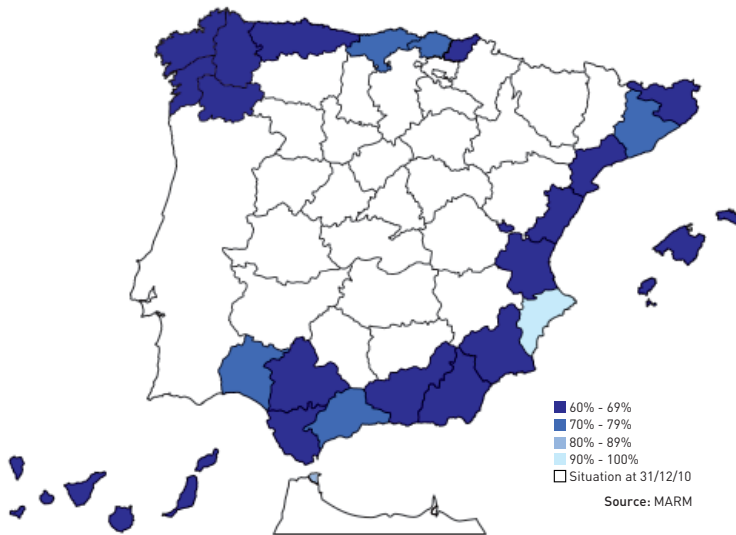 60% - 69%
70% - 79%
80% - 89%
90% - 100%
Situation at 31/12/10
Source: MARM